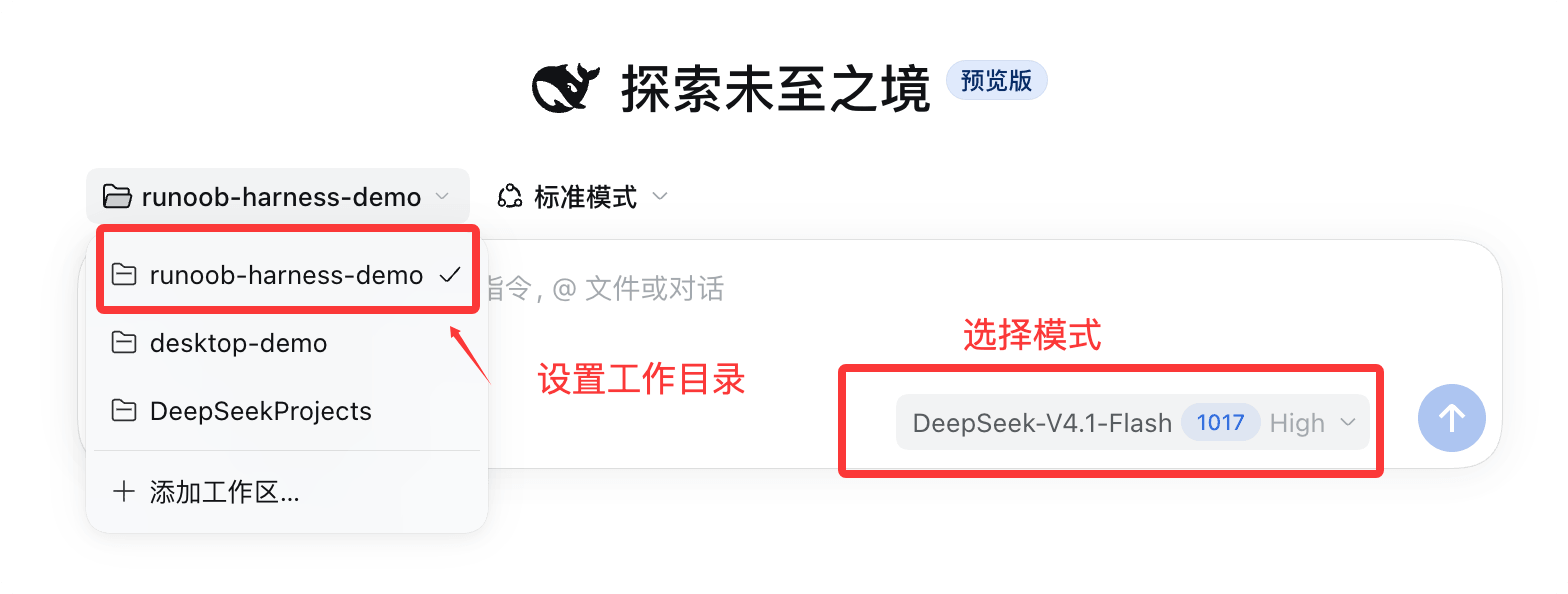 探索未至之境 预览版
runoob-harness-demo 标准模式
runoob-harness-demo
指令, @ 文件或对话
desktop-demo
选择模式
设置工作目录
DeepSeekProjects
DeepSeek-V4.1-Flash 1017 High
添加工作区...